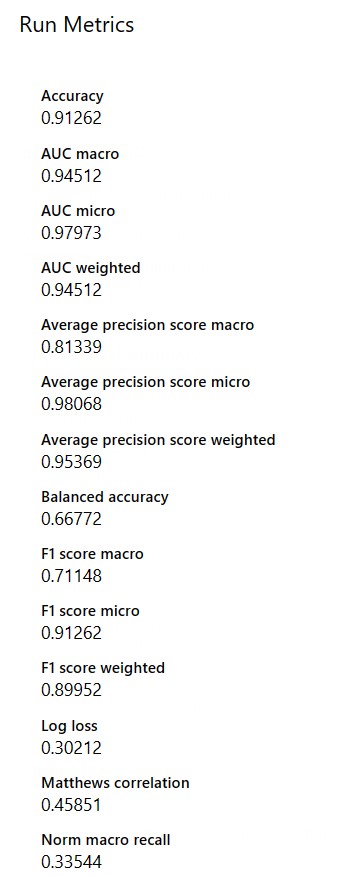 Run Metrics
Accuracy
0.91262
AUC macro
0.94512
AUC micro
0.97973
AUC weighted
0.94512
Average precision score macro
0.81339
Average precision score micro
0.98068
Average precision score weighted
0.95369
Balanced accuracy
0.66772
F1 score macro
0.71148
F1 score micro
0.91262
F1 score weighted
0.89952
Log loss
0.30212
Matthews correlation
0.45851
Norm macro recall
0.33544